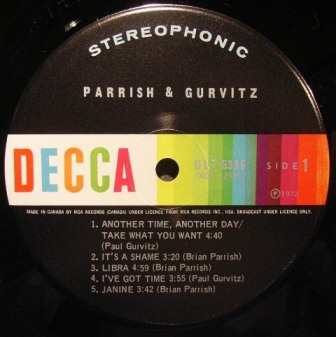 STEREOPHONIC
PARRISH & GURVITZ
DECCA
SIDE 1
℗ 1972
MADE IN CANADA BY MCA RECORDS (CANADA) UNDER LICENCE FROM MCA RECORDS INC., USA. BROADCAST UNDER LICENCE ONLY.
1. ANOTHER TIME, ANOTHER DAY/
TAKE WHAT YOU WANT 4:40
(Paul Gurvitz)
2. IT'S A SHAME 3:20 (Brian Parrish)
3. LIBRA 4:59 (Brian Parrish)
4. I'VE GOT TIME 3:55 (Paul Gurvitz)
5. JANINE 3:42 (Brian Parrish)